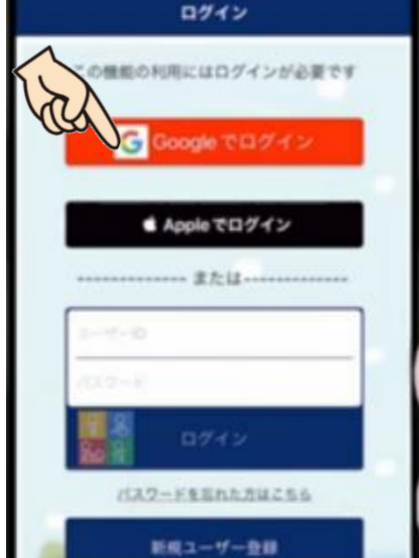 ログイン
この機能の利用にはログインが必要です
Googleでログイン
Appleでログイン
または
ユーザーID
パスワード
ログイン
パスワードを忘れた方はこちら
新規ユーザー登録